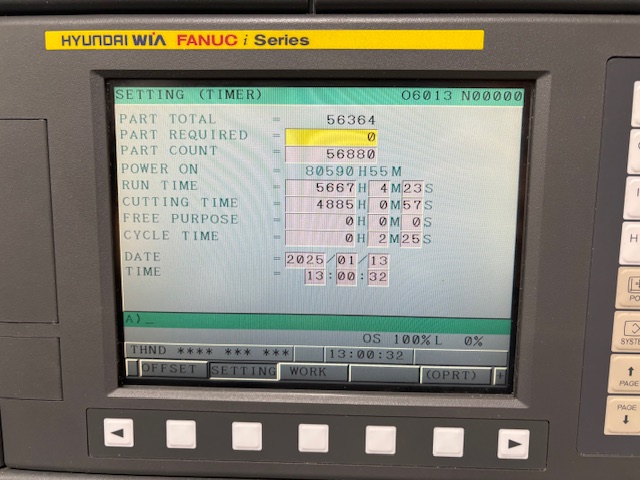 HYUNDAI WIA FANUC i Series
SETTING (TIMER) O6013 N00000
PART TOTAL = 56364
PART REQUIRED = 0
PART COUNT = 56880
POWER ON = 80590H55M
RUN TIME = 5667H 4M23S
CUTTING TIME = 4885H 0M57S
FREE PURPOSE = 0H 0M 0S
CYCLE TIME = 0H 2M25S
DATE = 2025/01/13
TIME = 13:00:32
A)_
OS 100% L 0%
THND **** *** *** 13:00:32
OFFSET SETTING WORK (OPRT) +
PAGE
PAGE